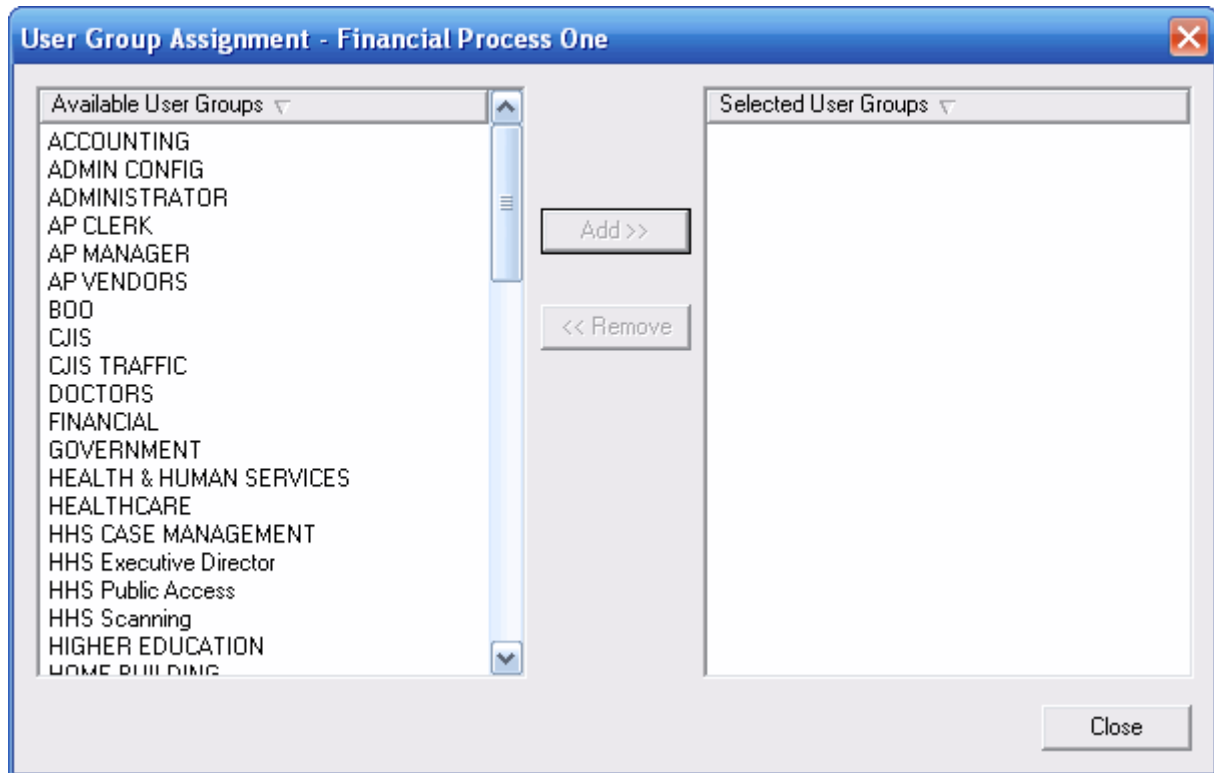 User Group Assignment - Financial Process One
Available User Groups
ACCOUNTING
ADMIN CONFIG
ADMINISTRATOR
AP CLERK
AP MANAGER
AP VENDORS
BOO
CJIS
CJIS TRAFFIC
DOCTORS
FINANCIAL
GOVERNMENT
HEALTH & HUMAN SERVICES
HEALTHCARE
HHS CASE MANAGEMENT
HHS Executive Director
HHS Public Access
HHS Scanning
HIGHER EDUCATION
HOME BUILDING
Add >>
<< Remove
Selected User Groups
Close